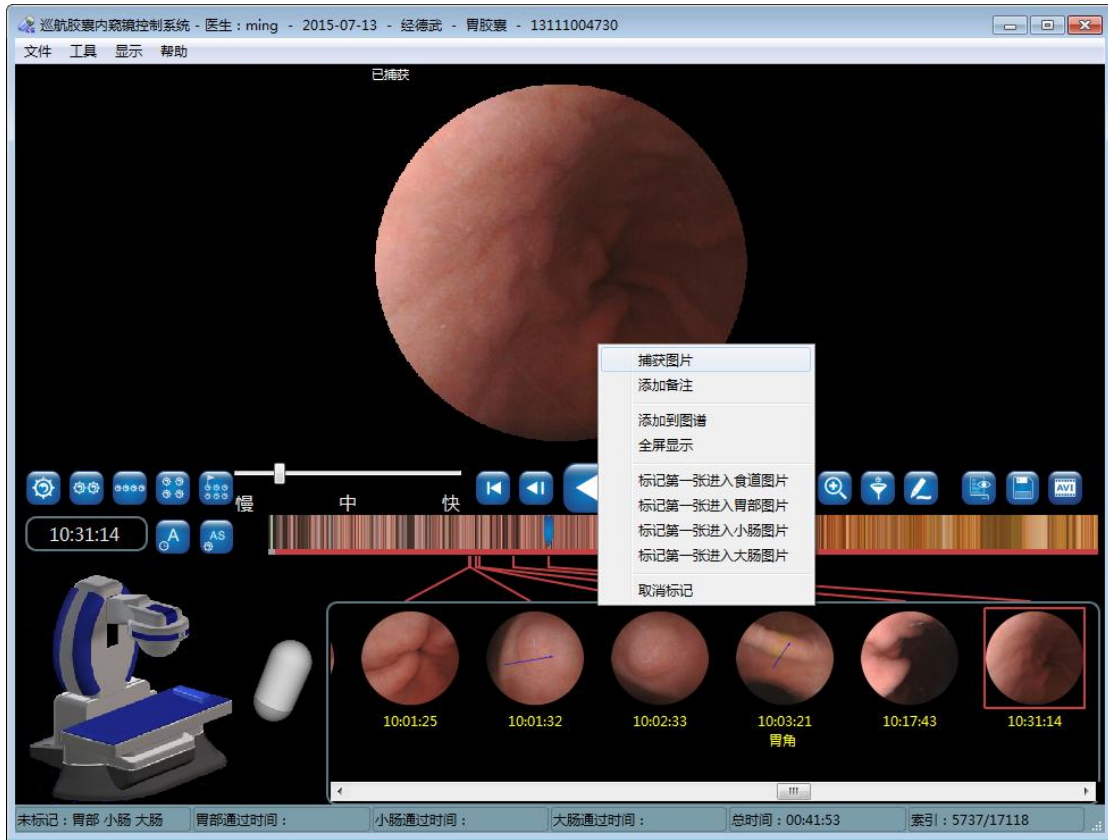 巡航胶囊内窥镜控制系统 - 医生：ming - 2015-07-13 - 经德武 - 胃胶囊 - 13111004730
文件 工具 显示 帮助
已捕获
捕获图片
添加备注
添加到图谱
全屏显示
标记第一张进入食道图片
标记第一张进入胃部图片
标记第一张进入小肠图片
标记第一张进入大肠图片
取消标记
慢 中 快
AVI
10:31:14
A
AS
10:01:25
10:01:32
10:02:33
10:03:21
胃角
10:17:43
10:31:14
未标记：胃部 小肠 大肠
胃部通过时间：
小肠通过时间：
大肠通过时间：
总时间：00:41:53
索引：5737/17118